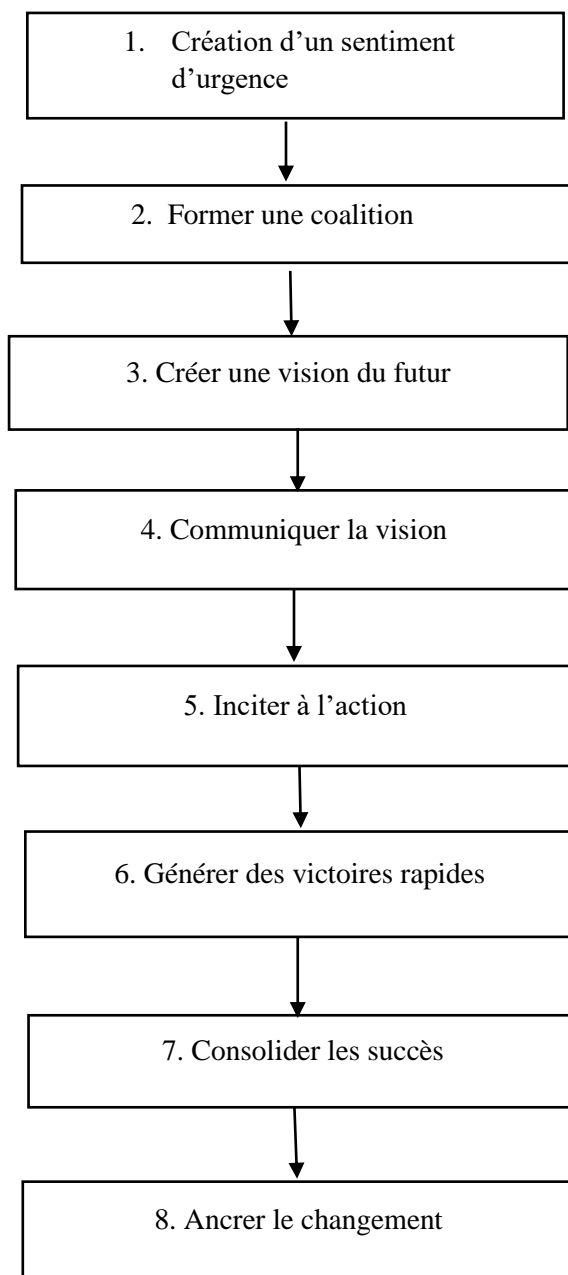 1. Création d’un sentiment
d’urgence
2. Former une coalition
3. Créer une vision du futur
4. Communiquer la vision
5. Inciter à l’action
6. Générer des victoires rapides
7. Consolider les succès
8. Ancrer le changement